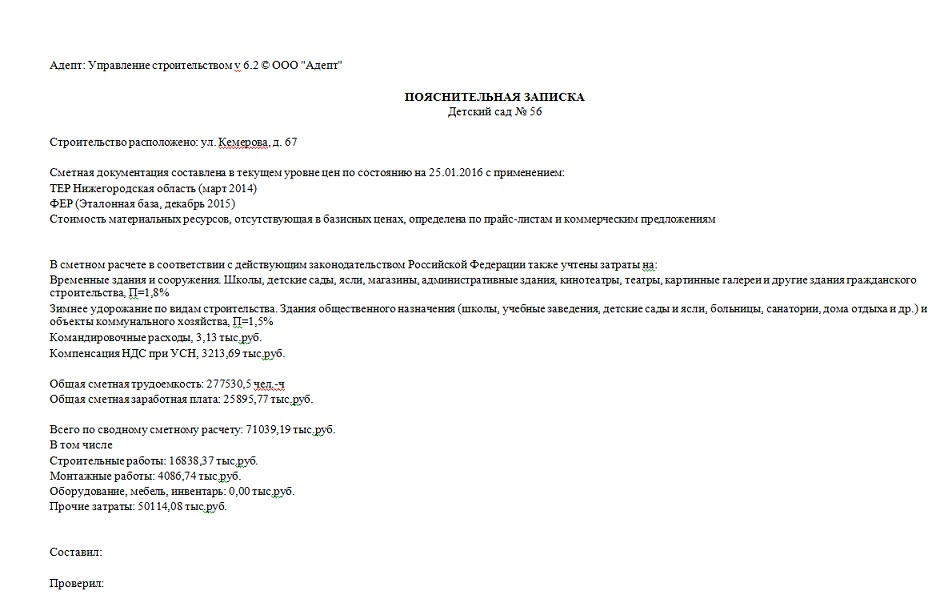 Адепт: Управление строительством у 6.2 © ООО "Адепт"
ПОЯСНИТЕЛЬНАЯ ЗАПИСКА
Детский сад № 56
Строительство расположено: ул. Кемерова, д. 67
Сметная документация составлена в текущем уровне цен по состоянию на 25.01.2016 с применением:
ТЕР Нижегородская область (март 2014)
ФЕР (Эталонная база, декабрь 2015)
Стоимость материальных ресурсов, отсутствующая в базисных ценах, определена по прайс-листам и коммерческим предложениям
В сметном расчете в соответствии с действующим законодательством Российской Федерации также учтены затраты на:
Временные здания и сооружения. Школы, детские сады, ясли, магазины, административные здания, кинотеатры, театры, картинные галереи и другие здания гражданского
строительства, П=1,8%
Зимнее удорожание по видам строительства. Здания общественного назначения (школы, учебные заведения, детские сады и ясли, больницы, санатории, дома отдыха и др.) и
объекты коммунального хозяйства, П=1,5%
Командировочные расходы, 3,13 тыс.руб.
Компенсация НДС при УСН, 3213,69 тыс.руб.
Общая сметная трудоемкость: 277530,5 чел.-ч
Общая сметная заработная плата: 25895,77 тыс.руб.
Всего по сводному сметному расчету: 71039,19 тыс.руб.
В том числе
Строительные работы: 16838,37 тыс.руб.
Монтажные работы: 4086,74 тыс.руб.
Оборудование, мебель, инвентарь: 0,00 тыс.руб.
Прочие затраты: 50114,08 тыс.руб.
Составил:
Проверил: